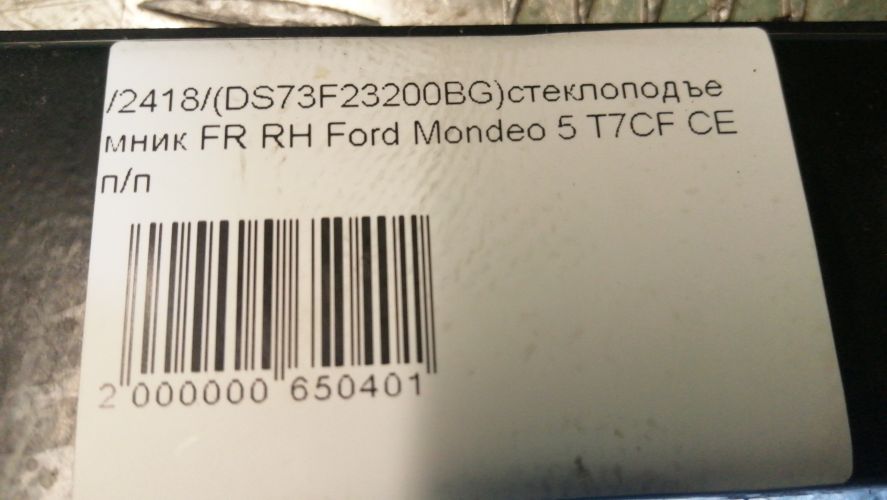 /2418/(DS73F23200BG)стеклоподъе
мник FR RH Ford Mondeo 5 T7CF CE
п/п
2 000000 650401